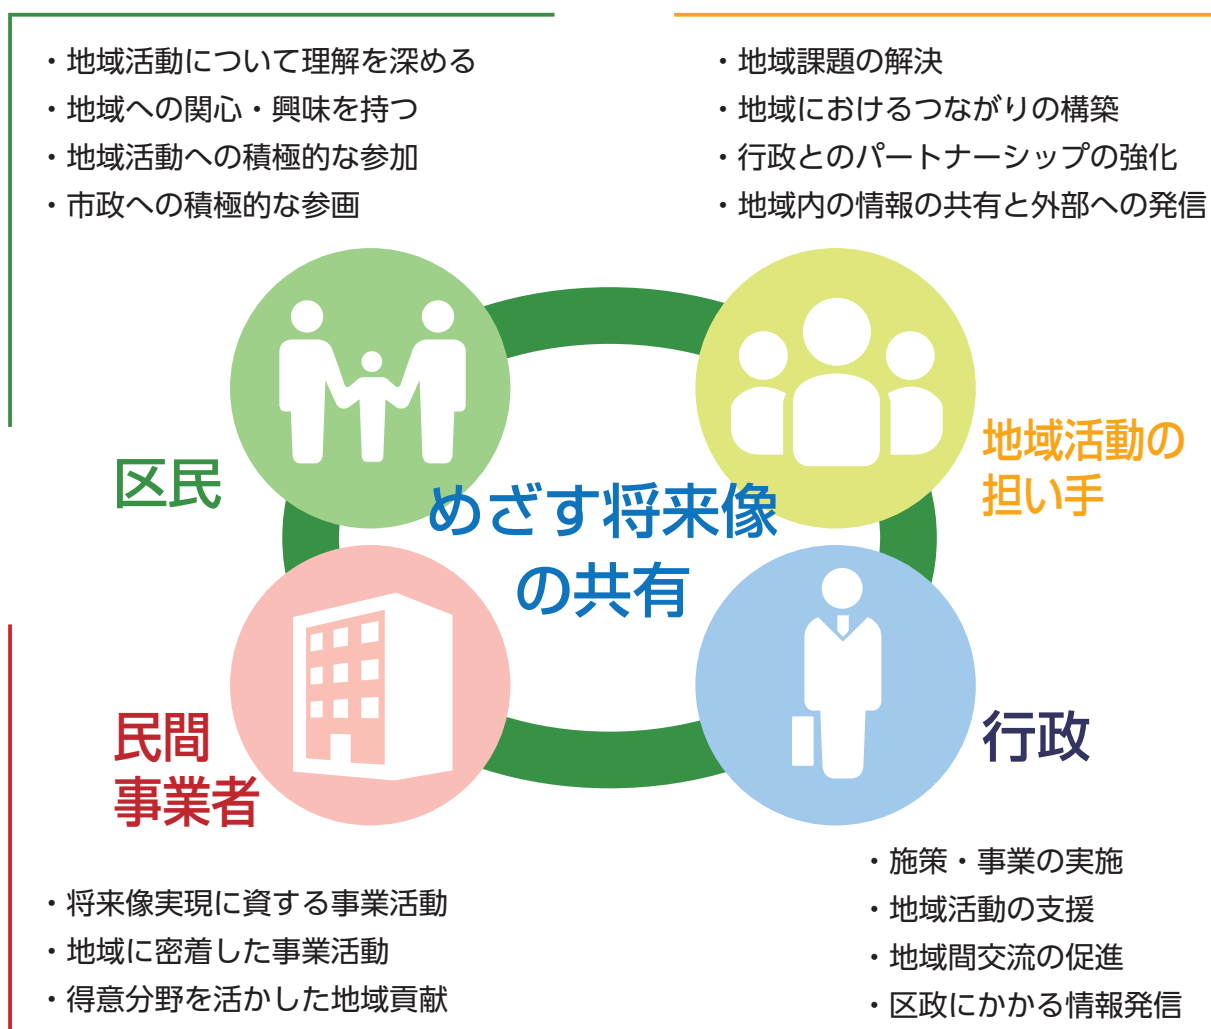 ・地域活動について理解を深める
・地域への関心・興味を持つ
・地域活動への積極的な参加
・市政への積極的な参画
・地域課題の解決
・地域におけるつながりの構築
・行政とのパートナーシップの強化
・地域内の情報の共有と外部への発信
区民
地域活動の
担い手
めざす将来像
の共有
民間
事業者
行政
・将来像実現に資する事業活動
・地域に密着した事業活動
・得意分野を活かした地域貢献
・施策・事業の実施
・地域活動の支援
・地域間交流の促進
・区政にかかる情報発信